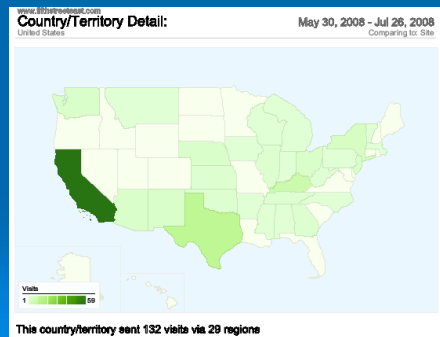 www.fifthstreeteast.com
Country/Territory Detail:
May 30, 2008 - Jul 26, 2008
United States
Comparing to: Site
Visits
1 59
This country/territory sent 132 visits via 29 regions